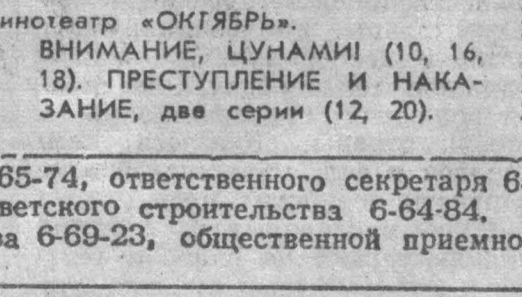 инотеатр «ОКТЯБРЬ».
ВНИМАНИЕ, ЦУНАМИ! (10, 16,
18). ПРЕСТУПЛЕНИЕ И НАКА-
ЗАНИЕ, две серии (12, 20).
65-74, ответственного секретаря 6-
ветского строительства 6-64-84,
ва 6-69-23, общественной приемно